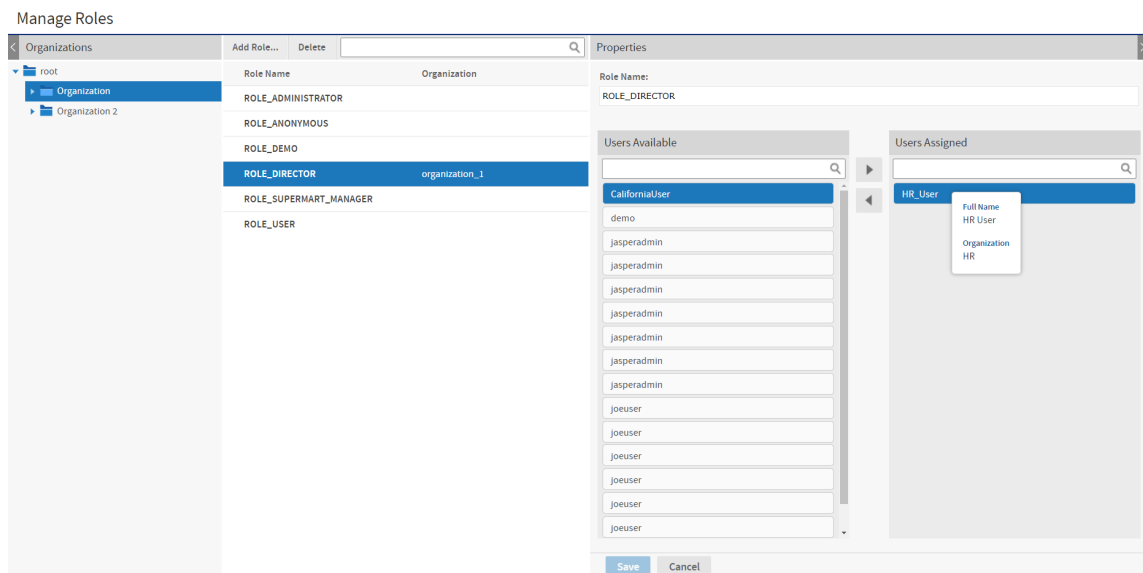 Manage Roles
Organizations
root
Organization
Organization 2
Add Role... Delete
Role Name Organization
ROLE_ADMINISTRATOR
ROLE_ANONYMOUS
ROLE_DEMO
ROLE_DIRECTOR organization_1
ROLE_SUPERMART_MANAGER
ROLE_USER
Properties
Role Name:
ROLE_DIRECTOR
Users Available
CaliforniaUser
demo
jasperadmin
jasperadmin
jasperadmin
jasperadmin
jasperadmin
jasperadmin
jasperadmin
joeuser
joeuser
joeuser
joeuser
joeuser
joeuser
Users Assigned
HR_User
Full Name
HR User
Organization
HR
Save Cancel